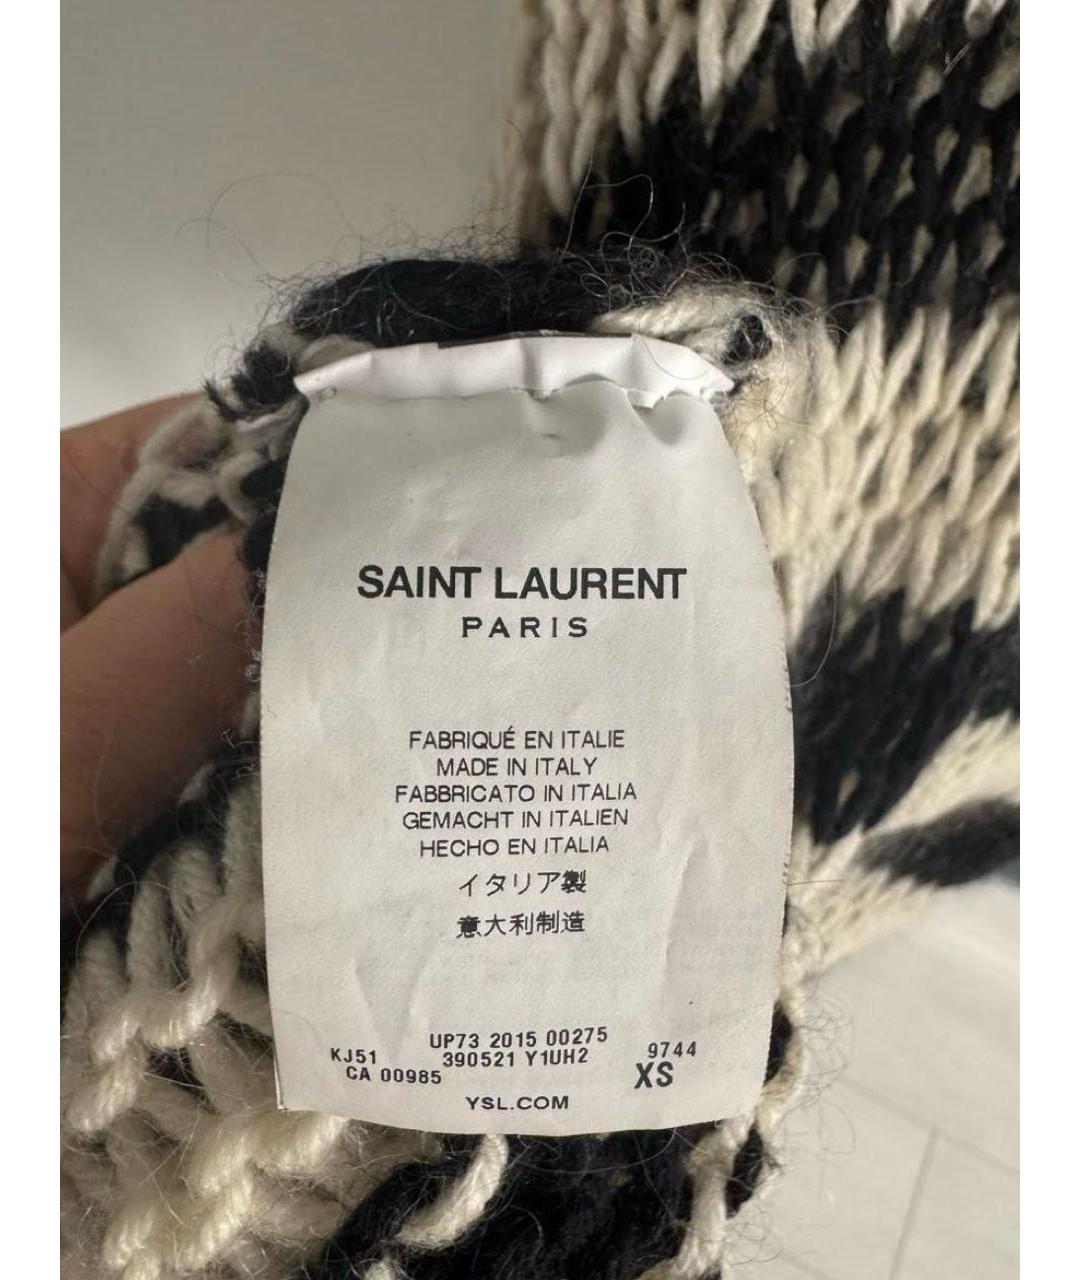 SAINT LAURENT
PARIS
FABRIQUÉ EN ITALIE
MADE IN ITALY
FABBRICATO IN ITALIA
GEMACHT IN ITALIEN
HECHO EN ITALIA
イタリア製
意大利制造
UP73 2015 00275
KJ51 390521 Y1UH2 9744
CA 00985 XS
YSL.COM